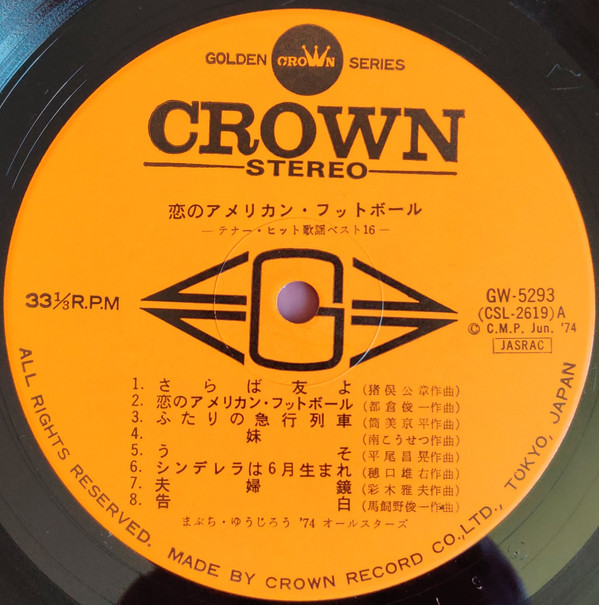 GOLDEN CROWN SERIES
CROWN
STEREO
恋のアメリカン・フットボール
—テナー・ヒット歌謡ベスト16—
33⅓R.P.M
GW-5293
(CSL-2619)A
© C.M.P. Jun. '74
JASRAC
1. さらば友よ (猪俣公章作曲)
2. 恋のアメリカン・フットボール (都倉俊一作曲)
3. ふたりの急行列車 (筒美京平作曲)
4. 妹 (南こうせつ作曲)
5. うそ (平尾昌晃作曲)
6. シンデレラは6月生まれ (樋口雄右作曲)
7. 夫婦鏡 (彩木雅夫作曲)
8. 告白 (馬飼野俊一作曲)
まぶち・ゆうじろう '74 オールスターズ
ALL RIGHTS RESERVED. MADE BY CROWN RECORD CO.,LTD., TOKYO, JAPAN